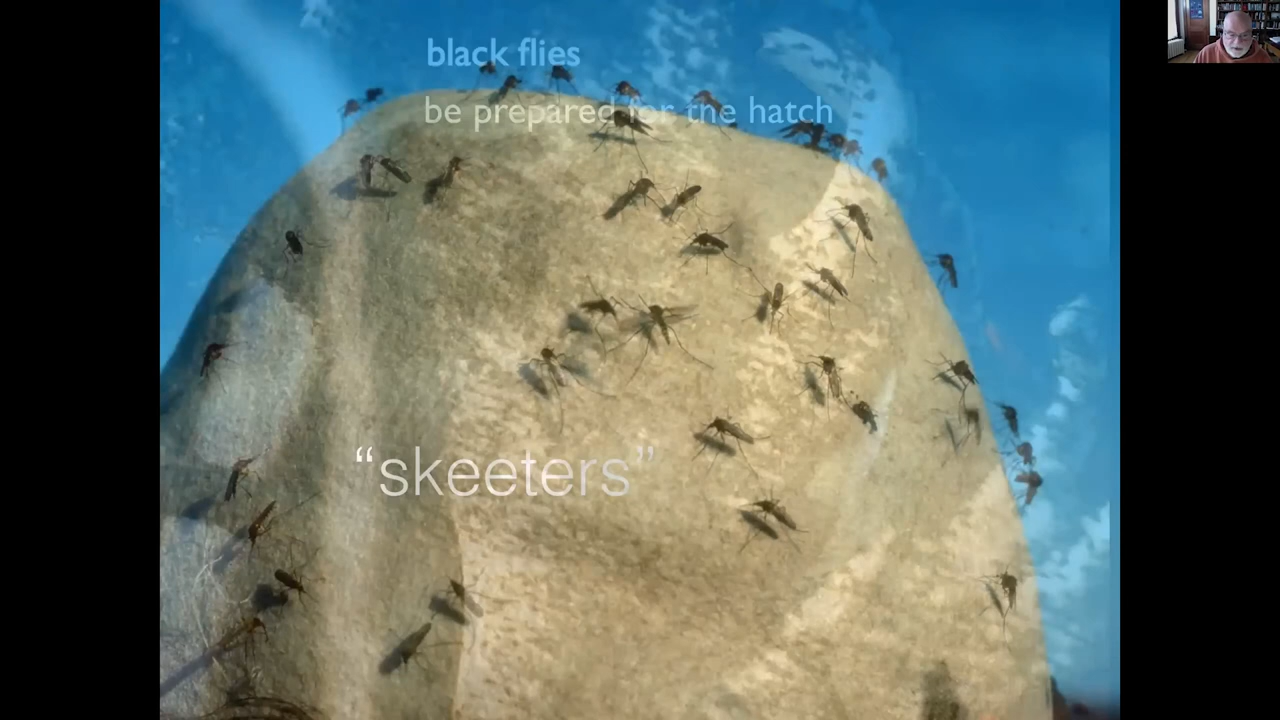 black flies
be prepared for the hatch
“skeeters”